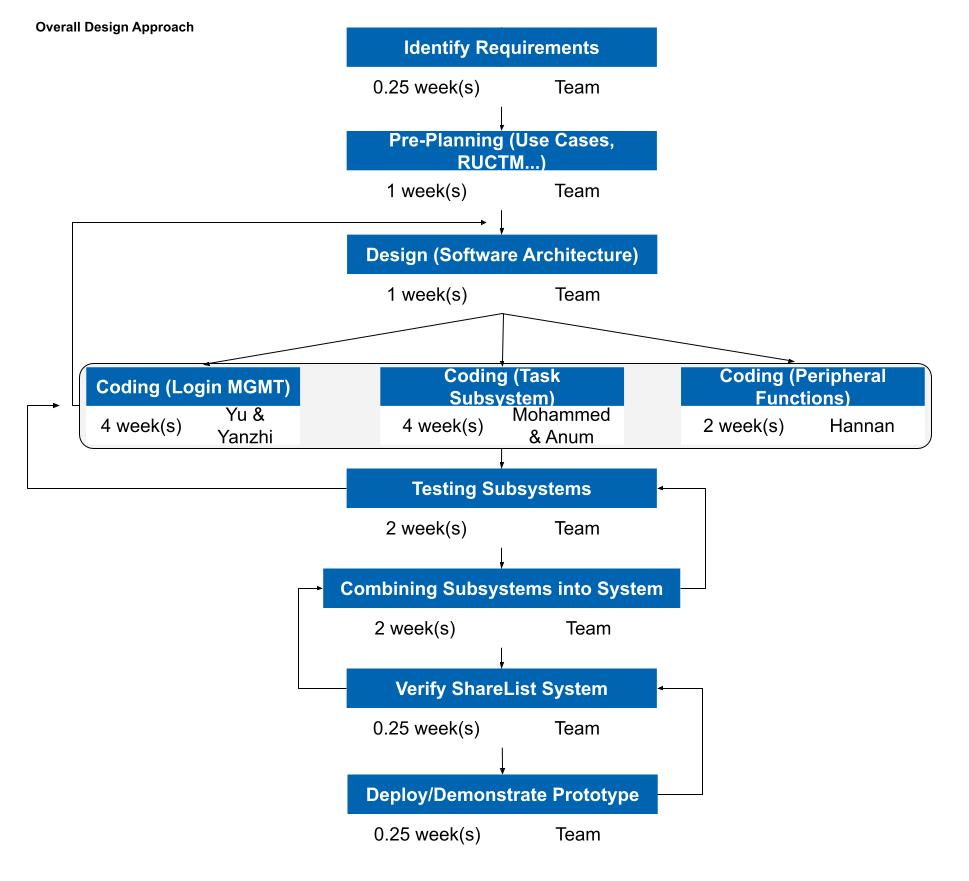 Overall Design Approach
Identify Requirements
0.25 week(s) Team
Pre-Planning (Use Cases,
RUCTM...)
1 week(s) Team
Design (Software Architecture)
1 week(s) Team
Coding (Login MGMT)
4 week(s) Yu &
Yanzhi
Coding (Task
Subsystem)
4 week(s) Mohammed
& Anum
Coding (Peripheral
Functions)
2 week(s) Hannan
Testing Subsystems
2 week(s) Team
Combining Subsystems into System
2 week(s) Team
Verify ShareList System
0.25 week(s) Team
Deploy/Demonstrate Prototype
0.25 week(s) Team